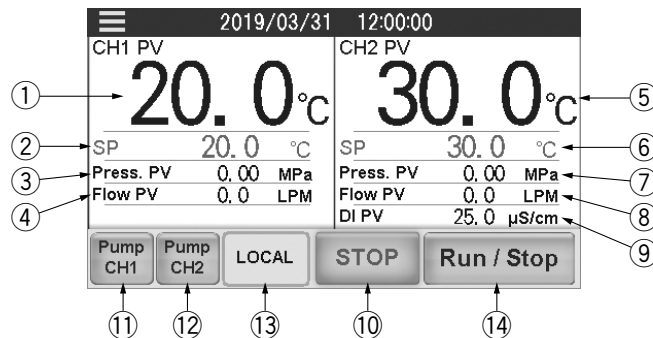 2019/03/31 12:00:00
CH1 PV
20.0℃
SP 20.0 ℃
Press. PV 0.00 MPa
Flow PV 0.0 LPM
CH2 PV
30.0℃
SP 30.0 ℃
Press. PV 0.00 MPa
Flow PV 0.0 LPM
DI PV 25.0 µS/cm
Pump CH1
Pump CH2
LOCAL
STOP
Run / Stop
①
②
③
④
⑤
⑥
⑦
⑧
⑨
⑪
⑫
⑬
⑩
⑭